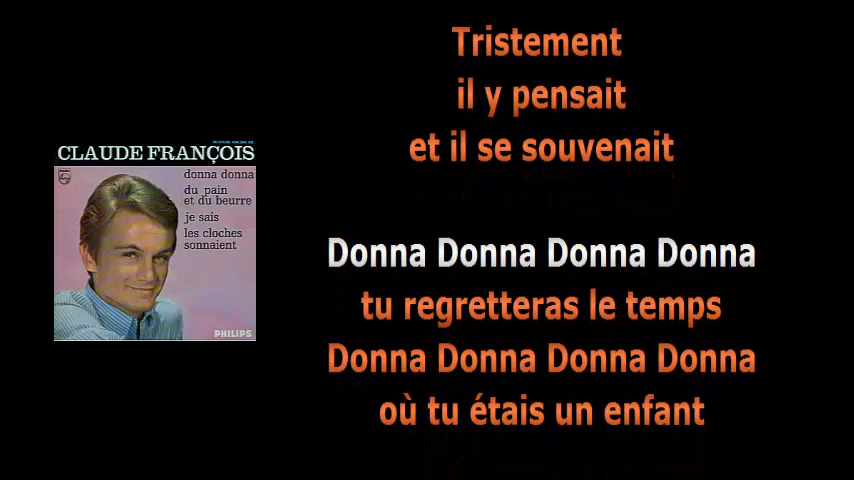 Tristement
il y pensait
et il se souvenait
CLAUDE FRANÇOIS
donna donna
du pain
et du beurre
je sais
les cloches
sonnaient
PHILIPS
Donna Donna Donna Donna
tu regretteras le temps
Donna Donna Donna Donna
où tu étais un enfant